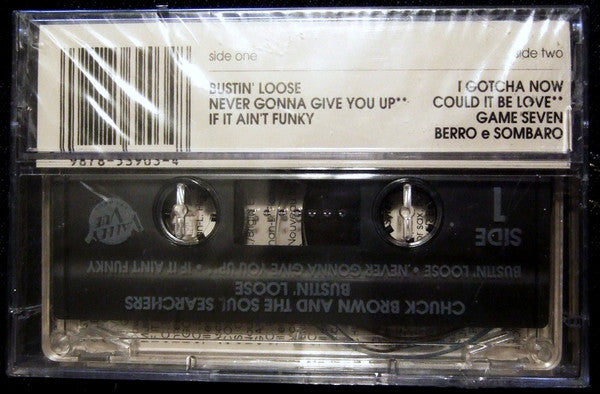 side one
BUSTIN' LOOSE
NEVER GONNA GIVE YOU UP**
IF IT AIN'T FUNKY
side two
I GOTCHA NOW
COULD IT BE LOVE**
GAME SEVEN
BERRO e SOMBARO
SIDE 1
BUSTIN' LOOSE • NEVER GONNA GIVE YOU UP • IF IT AIN'T FUNKY
BUSTIN' LOOSE
CHUCK BROWN AND THE SOUL SEARCHERS